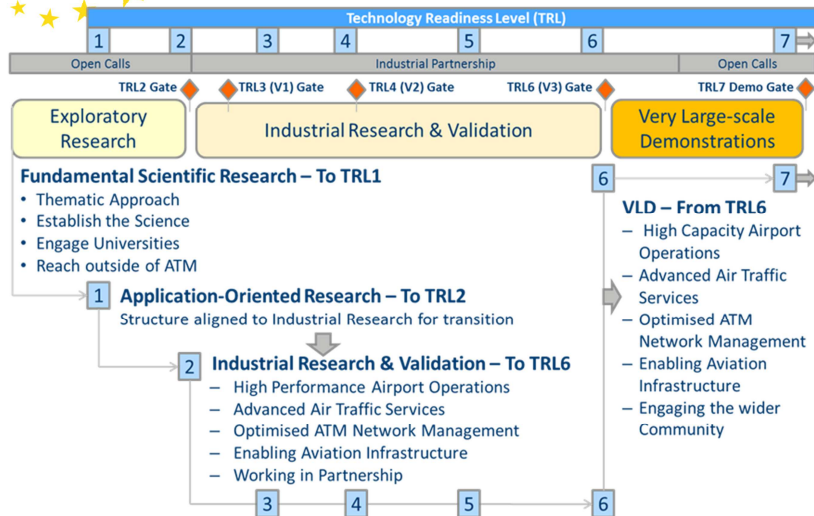 Technology Readiness Level (TRL)
1 2 3 4 5 6 7
Open Calls Industrial Partnership Open Calls
TRL2 Gate TRL3 (V1) Gate TRL4 (V2) Gate TRL6 (V3) Gate TRL7 Demo Gate
Exploratory
Research
Industrial Research & Validation
Very Large-scale
Demonstrations
Fundamental Scientific Research – To TRL1
• Thematic Approach
• Establish the Science
• Engage Universities
• Reach outside of ATM
1
Application-Oriented Research – To TRL2
Structure aligned to Industrial Research for transition
2
Industrial Research & Validation – To TRL6
– High Performance Airport Operations
– Advanced Air Traffic Services
– Optimised ATM Network Management
– Enabling Aviation Infrastructure
– Working in Partnership
3 4 5 6
6 7
VLD – From TRL6
– High Capacity Airport
Operations
– Advanced Air Traffic
Services
– Optimised ATM
Network Management
– Enabling Aviation
Infrastructure
– Engaging the wider
Community